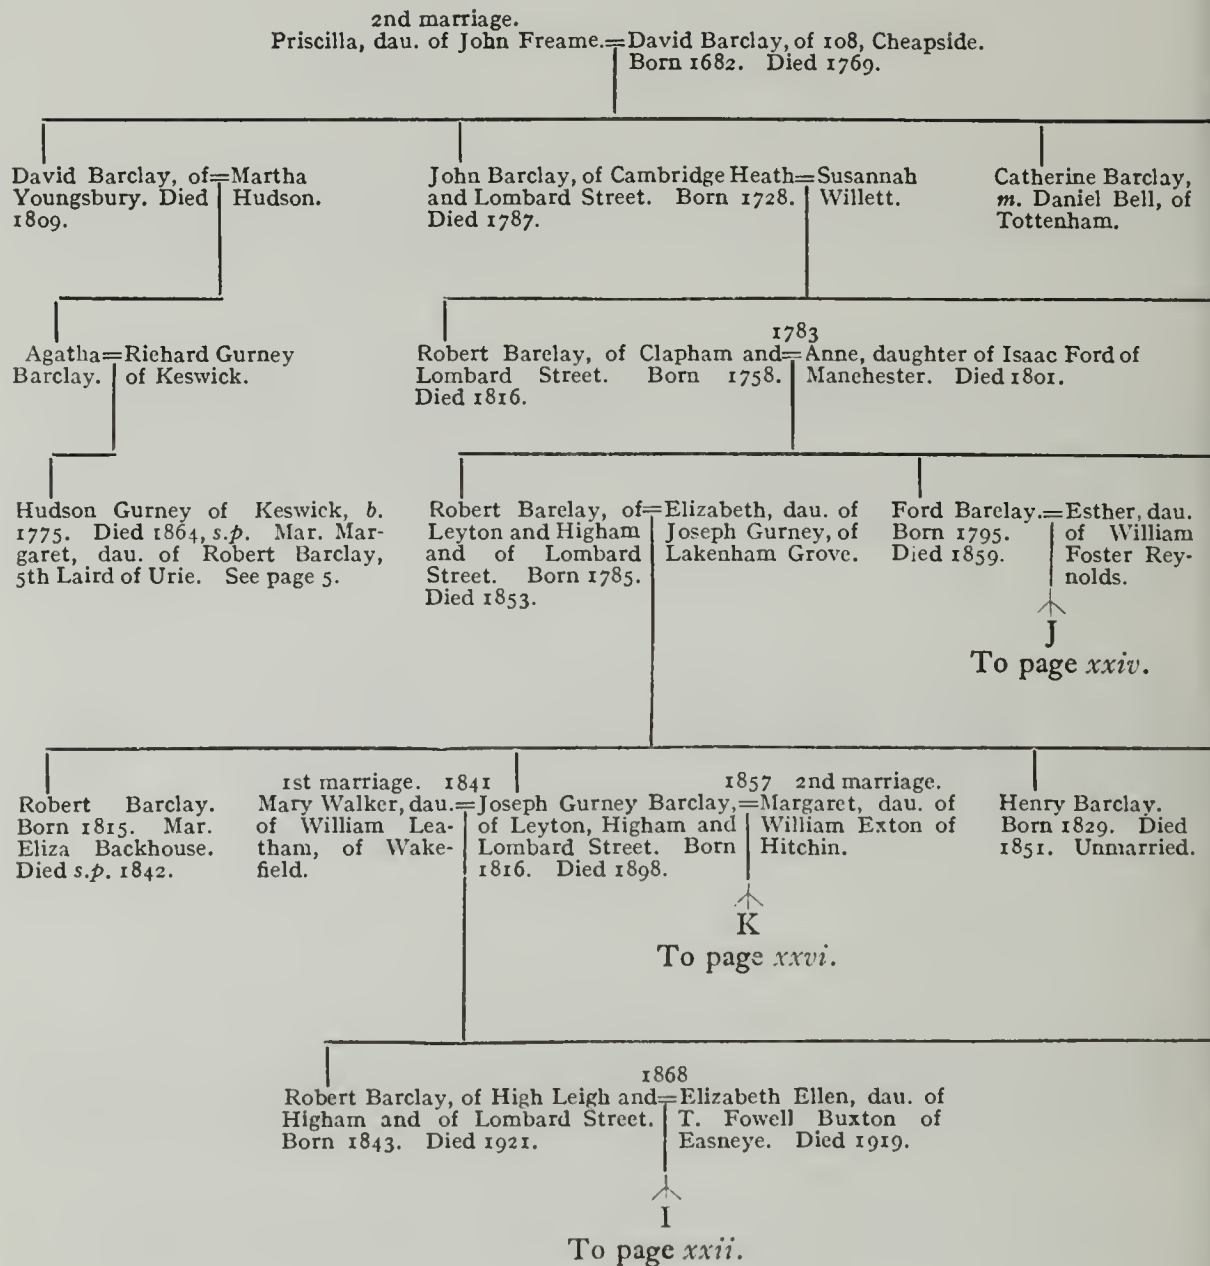 2nd marriage.
Priscilla, dau. of John Freame.=David Barclay, of 108, Cheapside.
Born 1682. Died 1769.
David Barclay, of=Martha
Youngsbury. Died Hudson.
1809.
John Barclay, of Cambridge Heath=Susannah
and Lombard Street. Born 1728. Willett.
Died 1787.
Catherine Barclay,
m. Daniel Bell, of
Tottenham.
Agatha=Richard Gurney
Barclay. of Keswick.
1783
Robert Barclay, of Clapham and=Anne, daughter of Isaac Ford of
Lombard Street. Born 1758. Manchester. Died 1801.
Died 1816.
Hudson Gurney of Keswick, b.
1775. Died 1864, s.p. Mar. Mar-
garet, dau. of Robert Barclay,
5th Laird of Urie. See page 5.
Robert Barclay, of=Elizabeth, dau. of
Leyton and Higham Joseph Gurney, of
and of Lombard Lakenham Grove.
Street. Born 1785.
Died 1853.
Ford Barclay.=Esther, dau.
Born 1795. of William
Died 1859. Foster Rey-
nolds.
J
To page xxiv.
Robert Barclay.
Born 1815. Mar.
Eliza Backhouse.
Died s.p. 1842.
1st marriage. 1841 1857 2nd marriage.
Mary Walker, dau.=Joseph Gurney Barclay,=Margaret, dau. of
of William Lea- of Leyton, Higham and William Exton of
tham, of Wake- Lombard Street. Born Hitchin.
field. 1816. Died 1898.
Henry Barclay.
Born 1829. Died
1851. Unmarried.
K
To page xxvi.
1868
Robert Barclay, of High Leigh and=Elizabeth Ellen, dau. of
Higham and of Lombard Street. T. Fowell Buxton of
Born 1843. Died 1921. Easneye. Died 1919.
I
To page xxii.